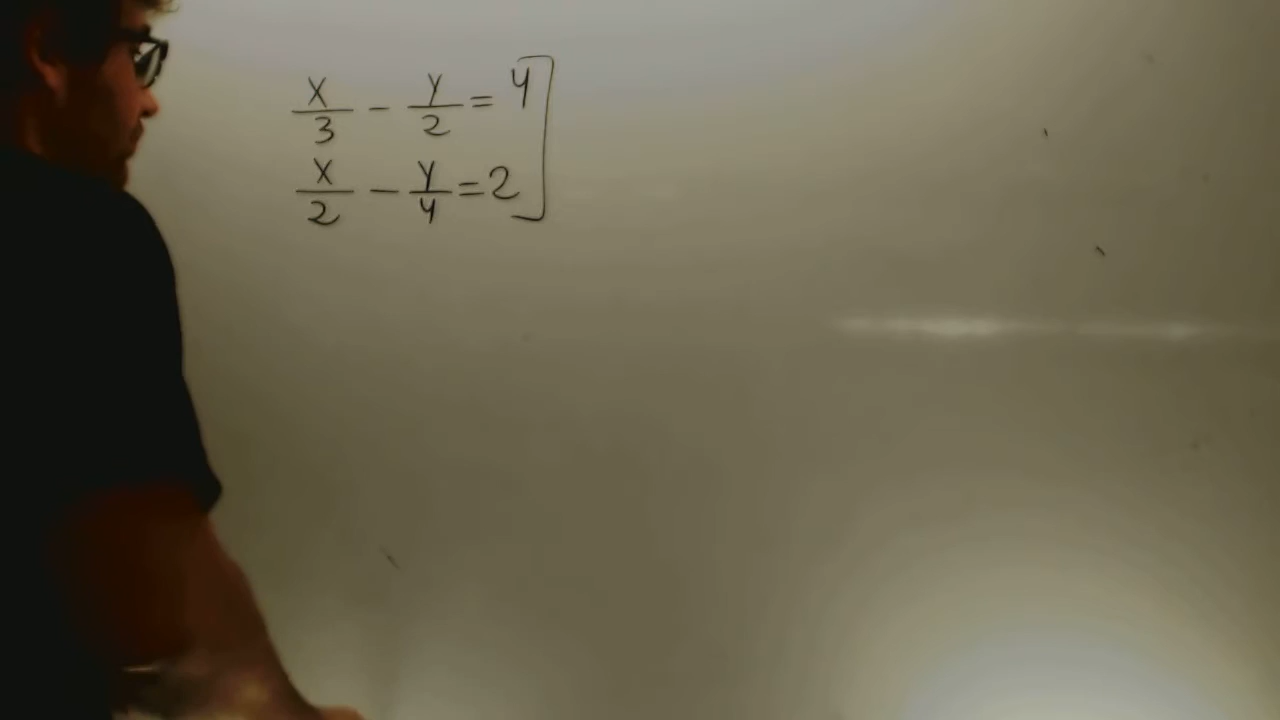 x/3 - y/2 = 4
x/2 - y/4 = 2